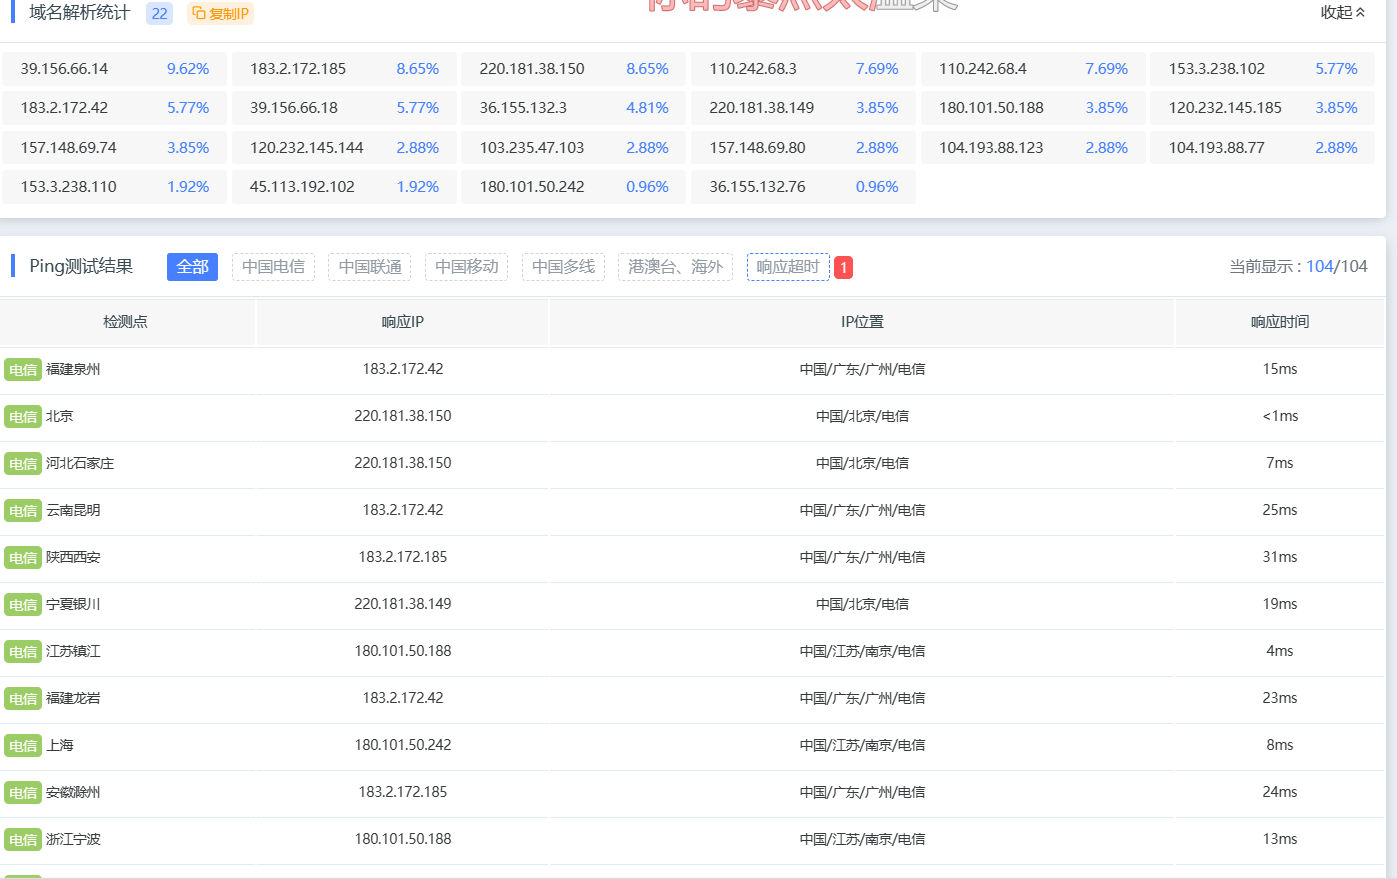 域名解析统计 22 复制IP 收起
39.156.66.14 9.62% 183.2.172.185 8.65% 220.181.38.150 8.65% 110.242.68.3 7.69% 110.242.68.4 7.69% 153.3.238.102 5.77%
183.2.172.42 5.77% 39.156.66.18 5.77% 36.155.132.3 4.81% 220.181.38.149 3.85% 180.101.50.188 3.85% 120.232.145.185 3.85%
157.148.69.74 3.85% 120.232.145.144 2.88% 103.235.47.103 2.88% 157.148.69.80 2.88% 104.193.88.123 2.88% 104.193.88.77 2.88%
153.3.238.110 1.92% 45.113.192.102 1.92% 180.101.50.242 0.96% 36.155.132.76 0.96%
Ping测试结果 全部 中国电信 中国联通 中国移动 中国多线 港澳台、海外 响应超时 1 当前显示 : 104/104
检测点 响应IP IP位置 响应时间
电信 福建泉州 183.2.172.42 中国/广东/广州/电信 15ms
电信 北京 220.181.38.150 中国/北京/电信 <1ms
电信 河北石家庄 220.181.38.150 中国/北京/电信 7ms
电信 云南昆明 183.2.172.42 中国/广东/广州/电信 25ms
电信 陕西西安 183.2.172.185 中国/广东/广州/电信 31ms
电信 宁夏银川 220.181.38.149 中国/北京/电信 19ms
电信 江苏镇江 180.101.50.188 中国/江苏/南京/电信 4ms
电信 福建龙岩 183.2.172.42 中国/广东/广州/电信 23ms
电信 上海 180.101.50.242 中国/江苏/南京/电信 8ms
电信 安徽滁州 183.2.172.185 中国/广东/广州/电信 24ms
电信 浙江宁波 180.101.50.188 中国/江苏/南京/电信 13ms